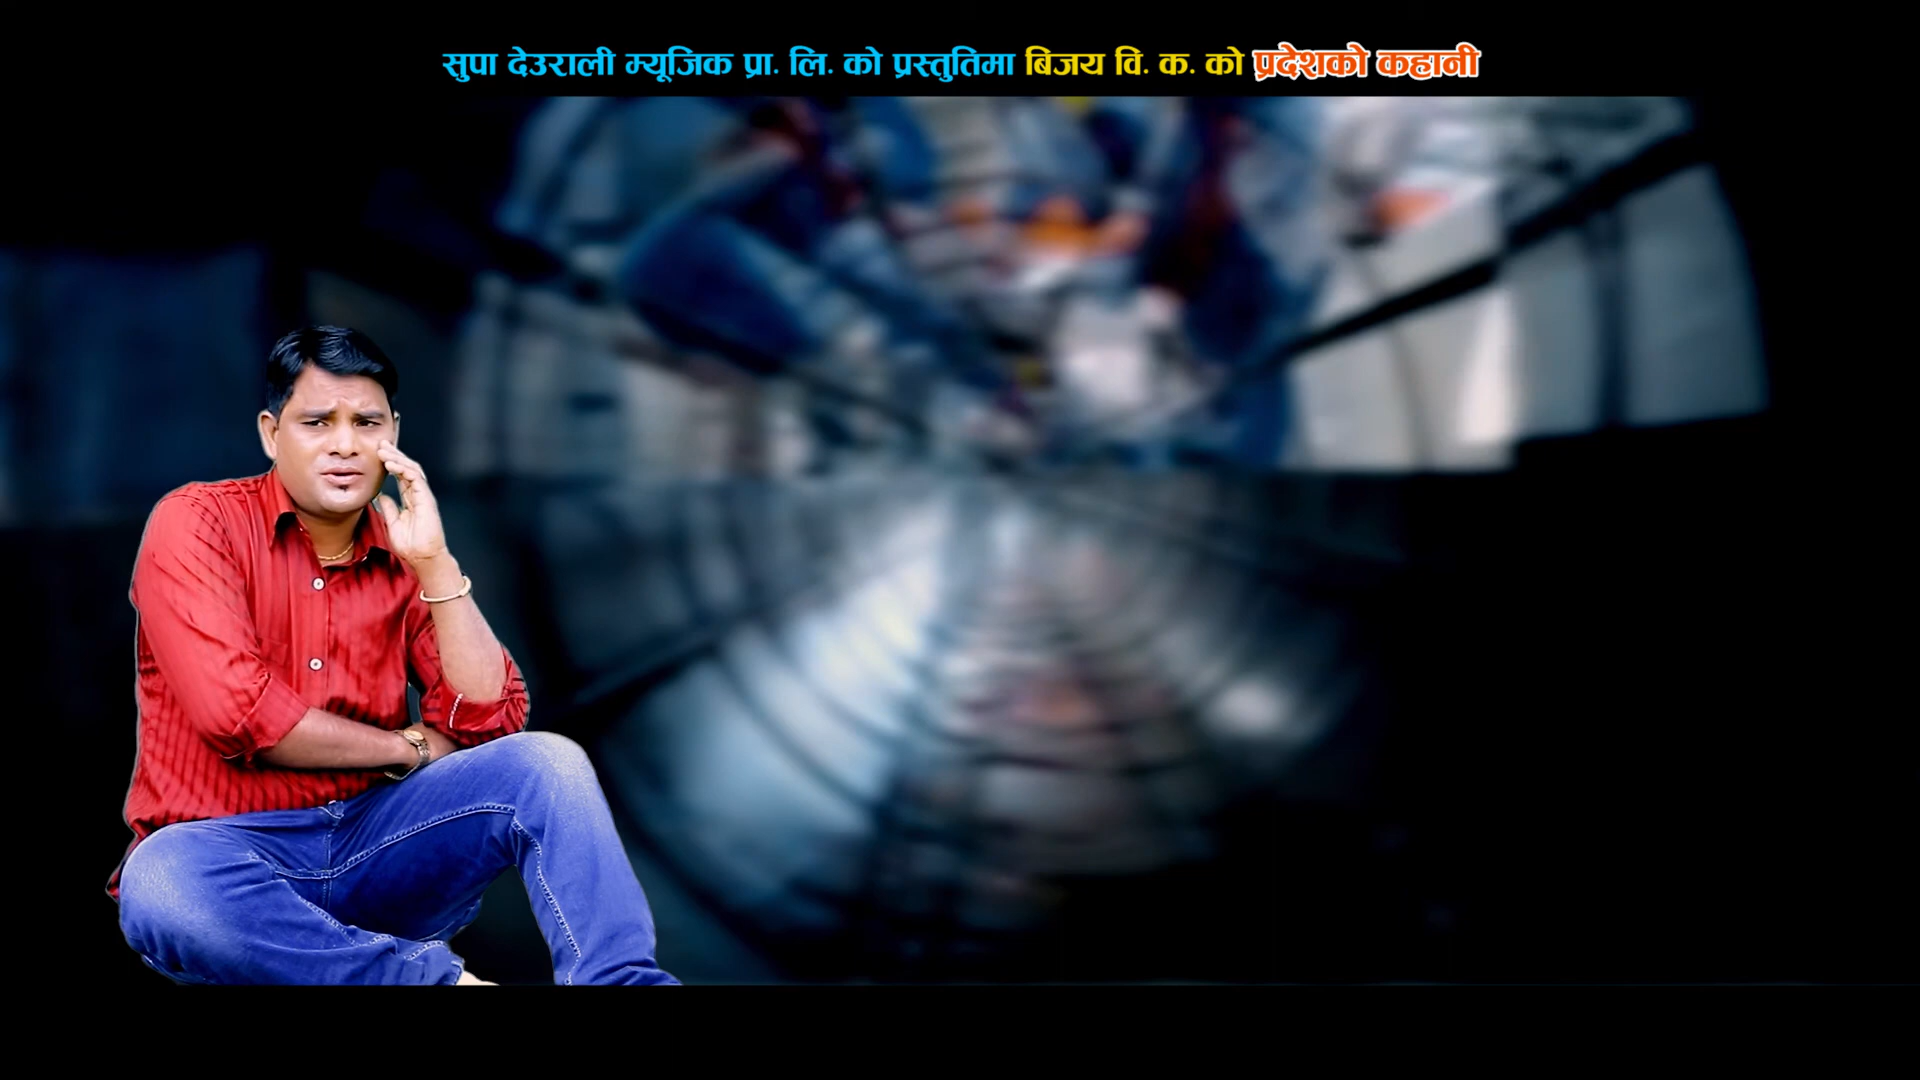 सुपा देउराली म्यूजिक प्रा. लि. को प्रस्तुतिमा बिजय वि. क. को प्रदेशको कहानी